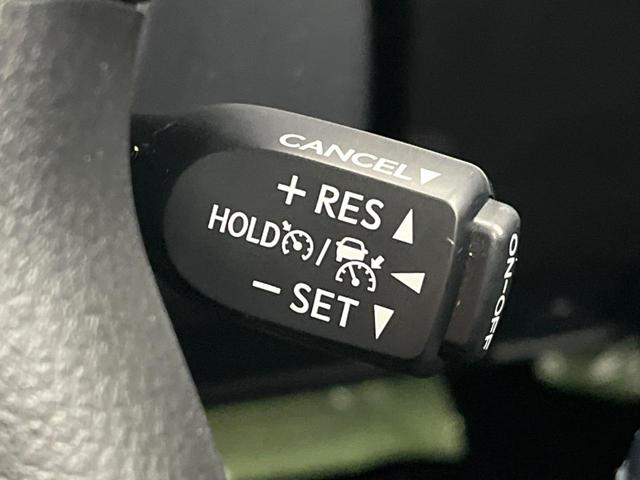 CANCEL▼
+ RES ▲
HOLD / ◀
− SET ▼
ON-OFF